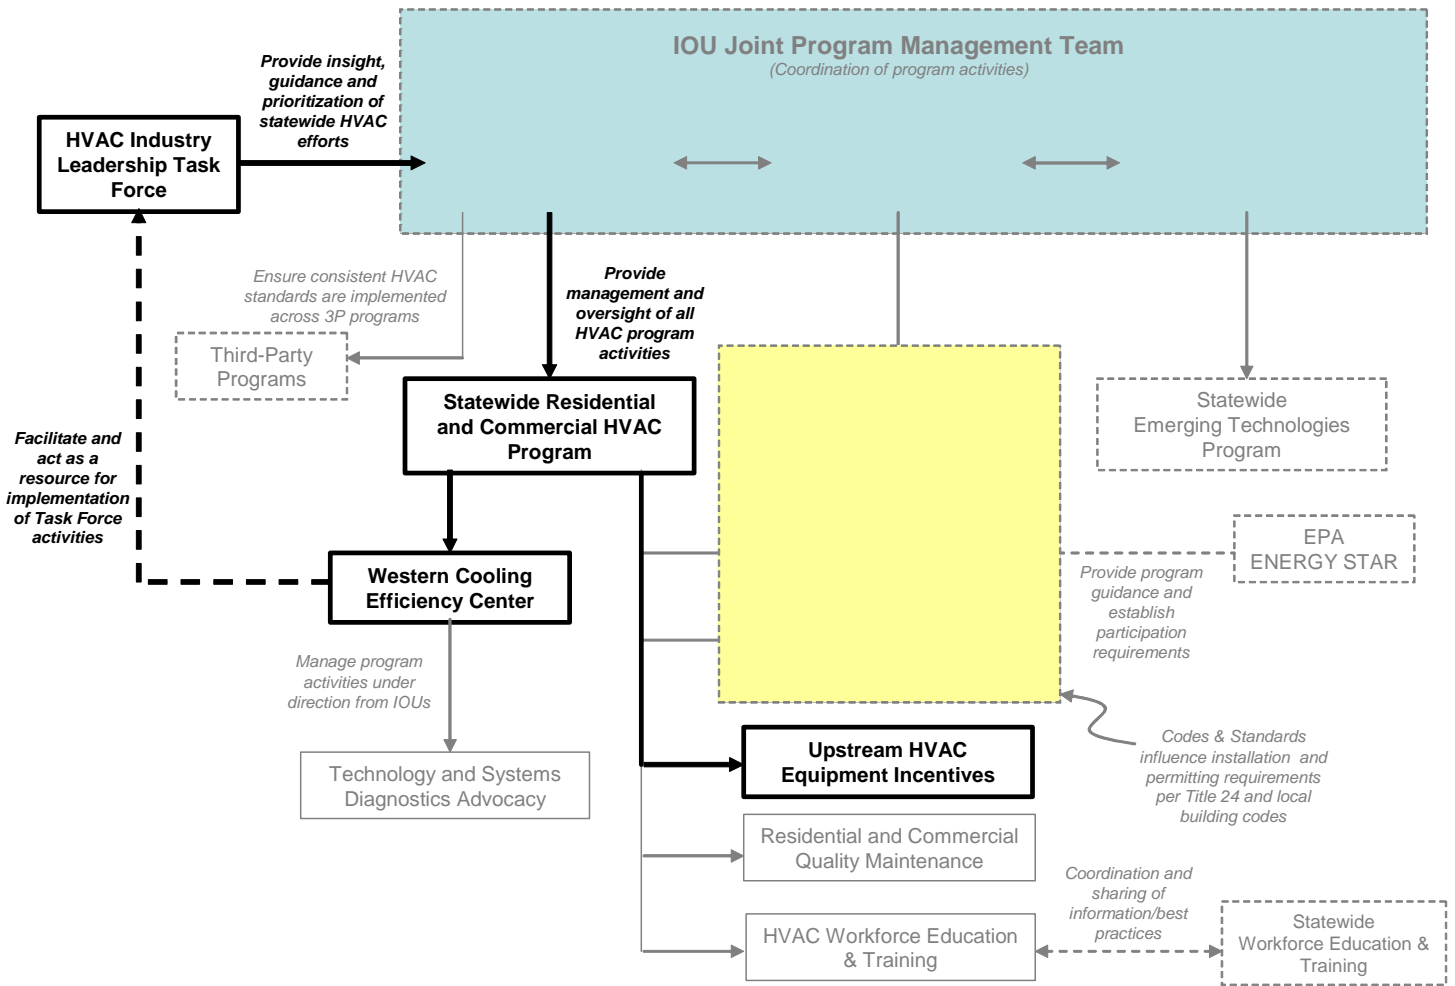 IOU Joint Program Management Team
(Coordination of program activities)
Provide insight,
guidance and
prioritization of
statewide HVAC
efforts
HVAC Industry
Leadership Task
Force
Ensure consistent HVAC
standards are implemented
across 3P programs
Provide
management and
oversight of all
HVAC program
activities
Third-Party
Programs
Statewide Residential
and Commercial HVAC
Program
Statewide
Emerging Technologies
Program
Facilitate and
act as a
resource for
implementation
of Task Force
activities
EPA
ENERGY STAR
Western Cooling
Efficiency Center
Provide program
guidance and
establish
participation
requirements
Manage program
activities under
direction from IOUs
Upstream HVAC
Equipment Incentives
Codes & Standards
influence installation and
permitting requirements
per Title 24 and local
building codes
Technology and Systems
Diagnostics Advocacy
Residential and Commercial
Quality Maintenance
Coordination and
sharing of
information/best
practices
HVAC Workforce Education
& Training
Statewide
Workforce Education &
Training